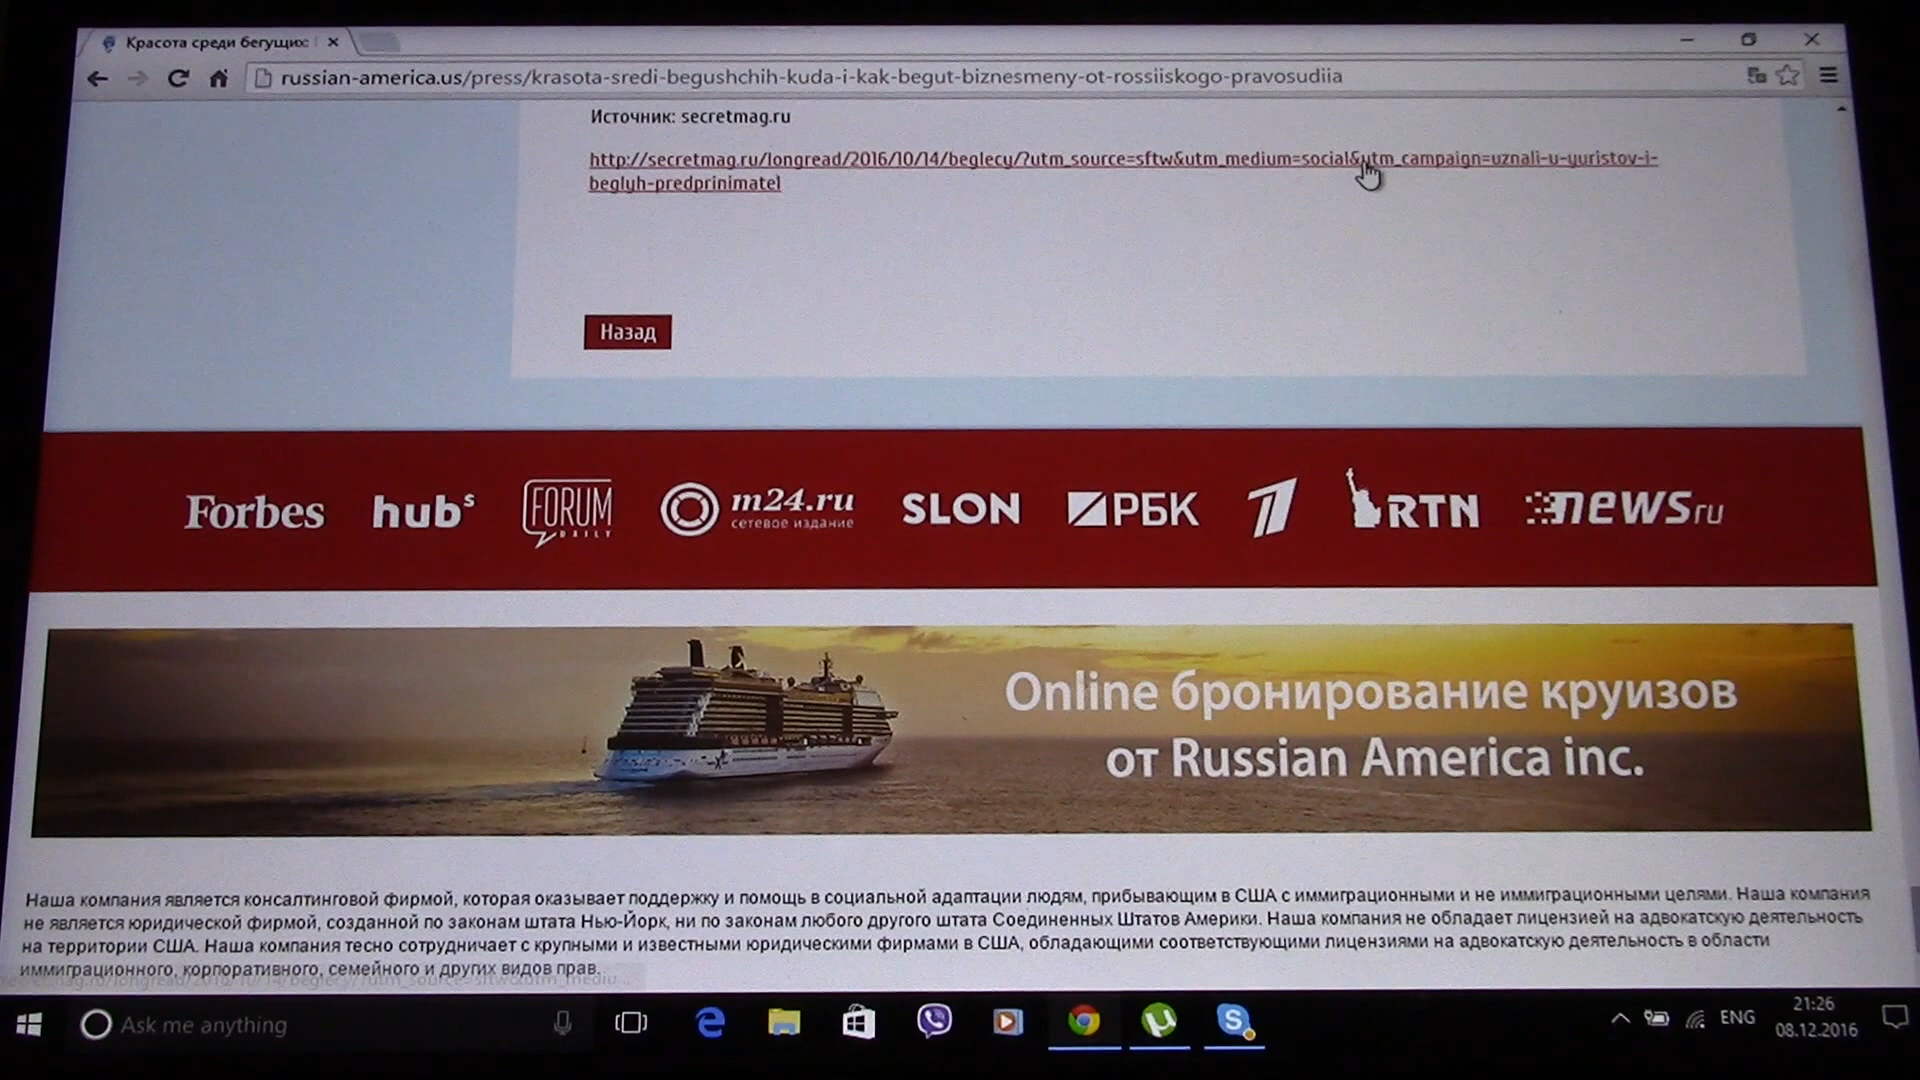 Красота среди бегущих
russian-america.us/press/krasota-sredi-begushchih-kuda-i-kak-begut-biznesmeny-ot-rossiiskogo-pravosudiia
Источник: secretmag.ru
http://secretmag.ru/longread/2016/10/14/beglecy/?utm_source=sftw&utm_medium=social&utm_campaign=uznali-u-yuristov-i-
beglyh-predprinimatel
Назад
Forbes hubs FORUM DAILY m24.ru сетевое издание SLON РБК RTN news ru
Online бронирование круизов
от Russian America inc.
Наша компания является консалтинговой фирмой, которая оказывает поддержку и помощь в социальной адаптации людям, прибывающим в США с иммиграционными и не иммиграционными целями. Наша компания
не является юридической фирмой, созданной по законам штата Нью-Йорк, ни по законам любого другого штата Соединенных Штатов Америки. Наша компания не обладает лицензией на адвокатскую деятельность
на территории США. Наша компания тесно сотрудничает с крупными и известными юридическими фирмами в США, обладающими соответствующими лицензиями на адвокатскую деятельность в области
иммиграционного, корпоративного, семейного и других видов прав.
Ask me anything
ENG
21:26
08.12.2016